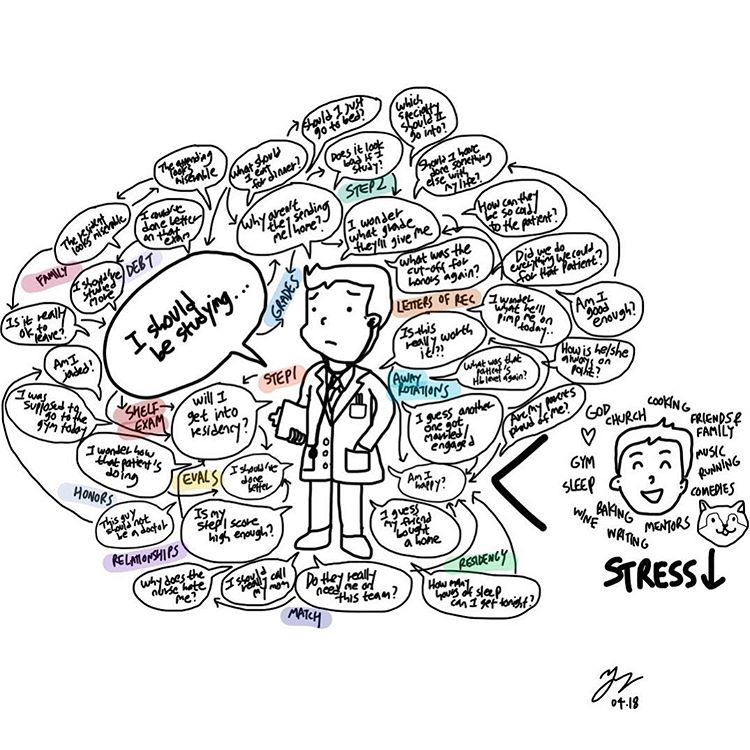 Should I just
go to bed?
Which
specialty
should I
go into?
The attending
looks
miserable
What should
I eat
for dinner?
Does it look
bad if I
study?
STEP2
Should I have
done something
else with
my life?
The resident
looks miserable
I could've
done better
on that
exam
Why aren't
they sending
me home?
I wonder
what grade
they'll give me
How can they
be so cold
to the patient?
FAMILY
DEBT
I should've
studied
more
I should
be studying...
GRADES
What was the
cut-off for
honors again?
Did we do
everything we could
for that patient?
LETTERS OF REC
Is it really
ok to
leave?
I wonder
what he'll
pimp me on
today..
Am I
good
enough?
Is this
really worth
it?!
Am I
jaded?
STEP1
AWAY
ROTATIONS
What was that
patient's
Hb level again?
How is he/she
always on
point?
I was
supposed to
go to the
gym today
SHELF
EXAM
Will I
get into
residency?
I guess another
one got
married/
engaged
Are my parents
proud of me?
I wonder how
that patient's
doing
EVALS
I should've
done
better
Am I
happy?
HONORS
This guy
should not
be a doctor
Is my
step 1 score
high enough?
I guess
my friend
bought
a home
RELATIONSHIPS
RESIDENCY
Why does the
nurse hate
me?
I should
really call
my mom
Do they really
need me on
this team?
How many
hours of sleep
can I get tonight?
MATCH
GOD
CHURCH
COOKING
FRIENDS &
FAMILY
MUSIC
GYM
RUNNING
SLEEP
COMEDIES
BAKING
WINE
MENTORS
WRITING
STRESS↓
04.18